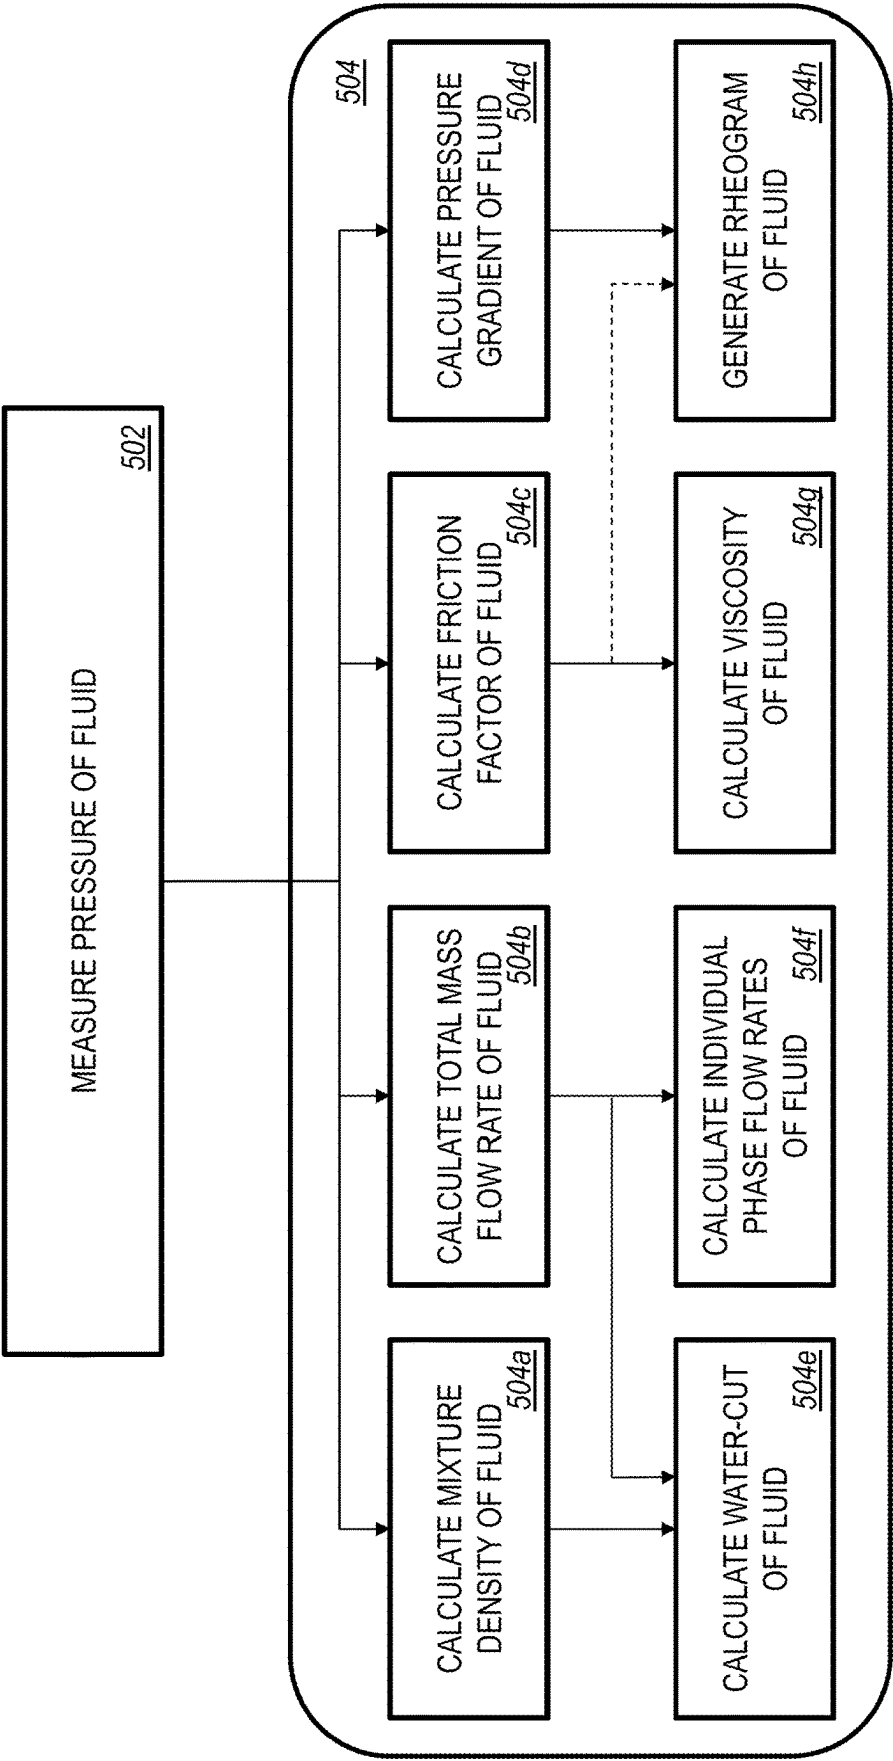 MEASURE PRESSURE OF FLUID
502
504
CALCULATE MIXTURE
DENSITY OF FLUID
504a
CALCULATE TOTAL MASS
FLOW RATE OF FLUID
504b
CALCULATE FRICTION
FACTOR OF FLUID
504c
CALCULATE PRESSURE
GRADIENT OF FLUID
504d
CALCULATE WATER-CUT
OF FLUID
504e
CALCULATE INDIVIDUAL
PHASE FLOW RATES
OF FLUID
504f
CALCULATE VISCOSITY
OF FLUID
504g
GENERATE RHEOGRAM
OF FLUID
504h